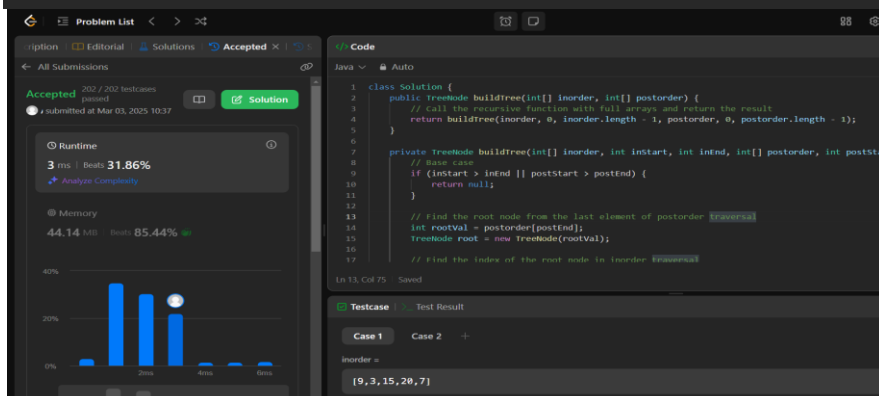 Problem List
ription
Editorial
Solutions
Accepted
All Submissions
Accepted 202 / 202 testcases passed
submitted at Mar 03, 2025 10:37
Solution
Runtime
3 ms Beats 31.86%
Analyze Complexity
Memory
44.14 MB Beats 85.44%
40%
20%
0%
2ms 4ms 6ms
</> Code
Java Auto
1 class Solution {
2 public TreeNode buildTree(int[] inorder, int[] postorder) {
3 // Call the recursive function with full arrays and return the result
4 return buildTree(inorder, 0, inorder.length - 1, postorder, 0, postorder.length - 1);
5 }
6
7 private TreeNode buildTree(int[] inorder, int inStart, int inEnd, int[] postorder, int postSta
8 // Base case
9 if (inStart > inEnd || postStart > postEnd) {
10 return null;
11 }
12
13 // Find the root node from the last element of postorder traversal
14 int rootVal = postorder[postEnd];
15 TreeNode root = new TreeNode(rootVal);
16
17 // Find the index of the root node in inorder traversal
Ln 13, Col 75 Saved
Testcase >_ Test Result
Case 1 Case 2 +
inorder =
[9,3,15,20,7]